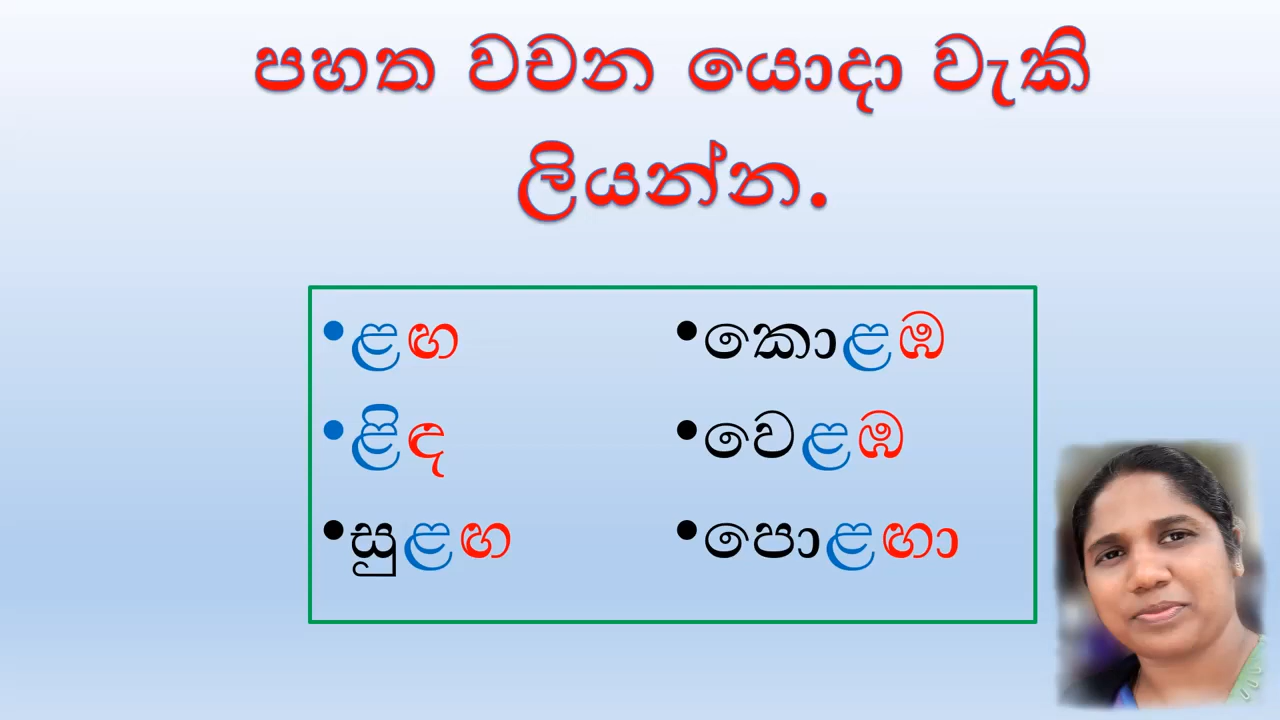 පහත වචන යොදා වැකි
ලියන්න.
•ළඟ •කොළඹ
•ළිඳ •වෙළඹ
•සුළඟ •පොළඟා